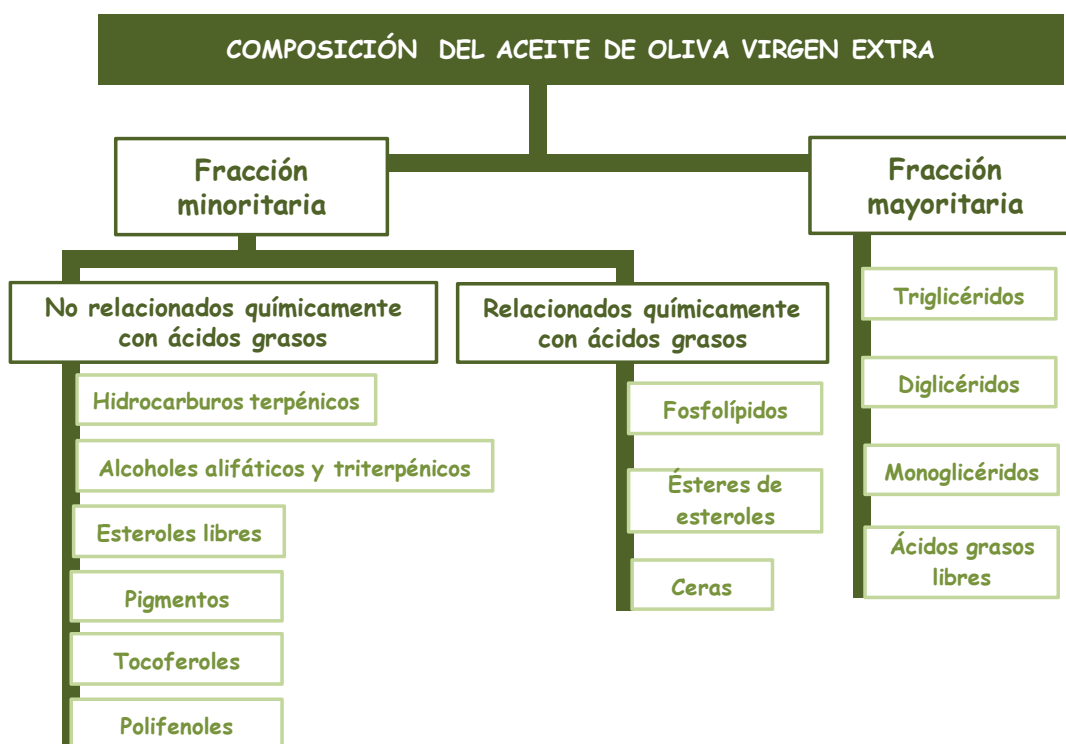 COMPOSICIÓN DEL ACEITE DE OLIVA VIRGEN EXTRA
Fracción
minoritaria
Fracción
mayoritaria
No relacionados químicamente
con ácidos grasos
Relacionados químicamente
con ácidos grasos
Hidrocarburos terpénicos
Alcoholes alifáticos y triterpénicos
Esteroles libres
Pigmentos
Tocoferoles
Polifenoles
Fosfolípidos
Ésteres de
esteroles
Ceras
Triglicéridos
Diglicéridos
Monoglicéridos
Ácidos grasos
libres